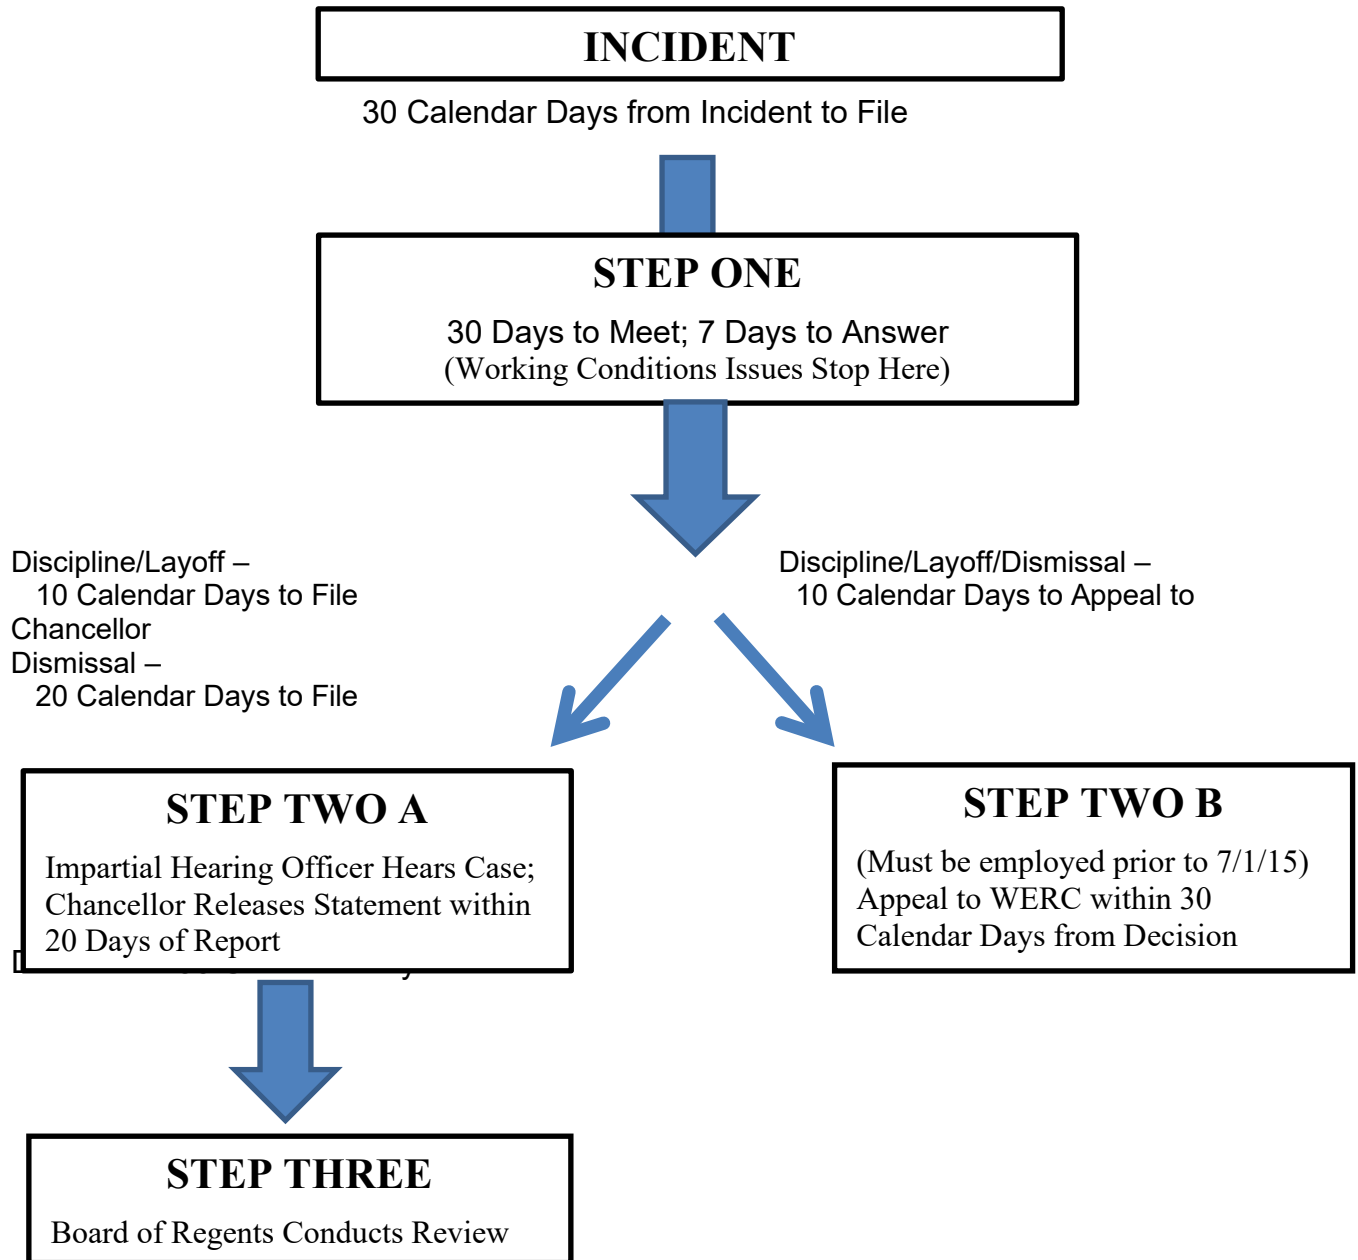 INCIDENT
30 Calendar Days from Incident to File
STEP ONE
30 Days to Meet; 7 Days to Answer
(Working Conditions Issues Stop Here)
Discipline/Layoff –
10 Calendar Days to File
Chancellor
Dismissal –
20 Calendar Days to File
Discipline/Layoff/Dismissal –
10 Calendar Days to Appeal to
STEP TWO A
Impartial Hearing Officer Hears Case;
Chancellor Releases Statement within
20 Days of Report
STEP TWO B
(Must be employed prior to 7/1/15)
Appeal to WERC within 30
Calendar Days from Decision
STEP THREE
Board of Regents Conducts Review